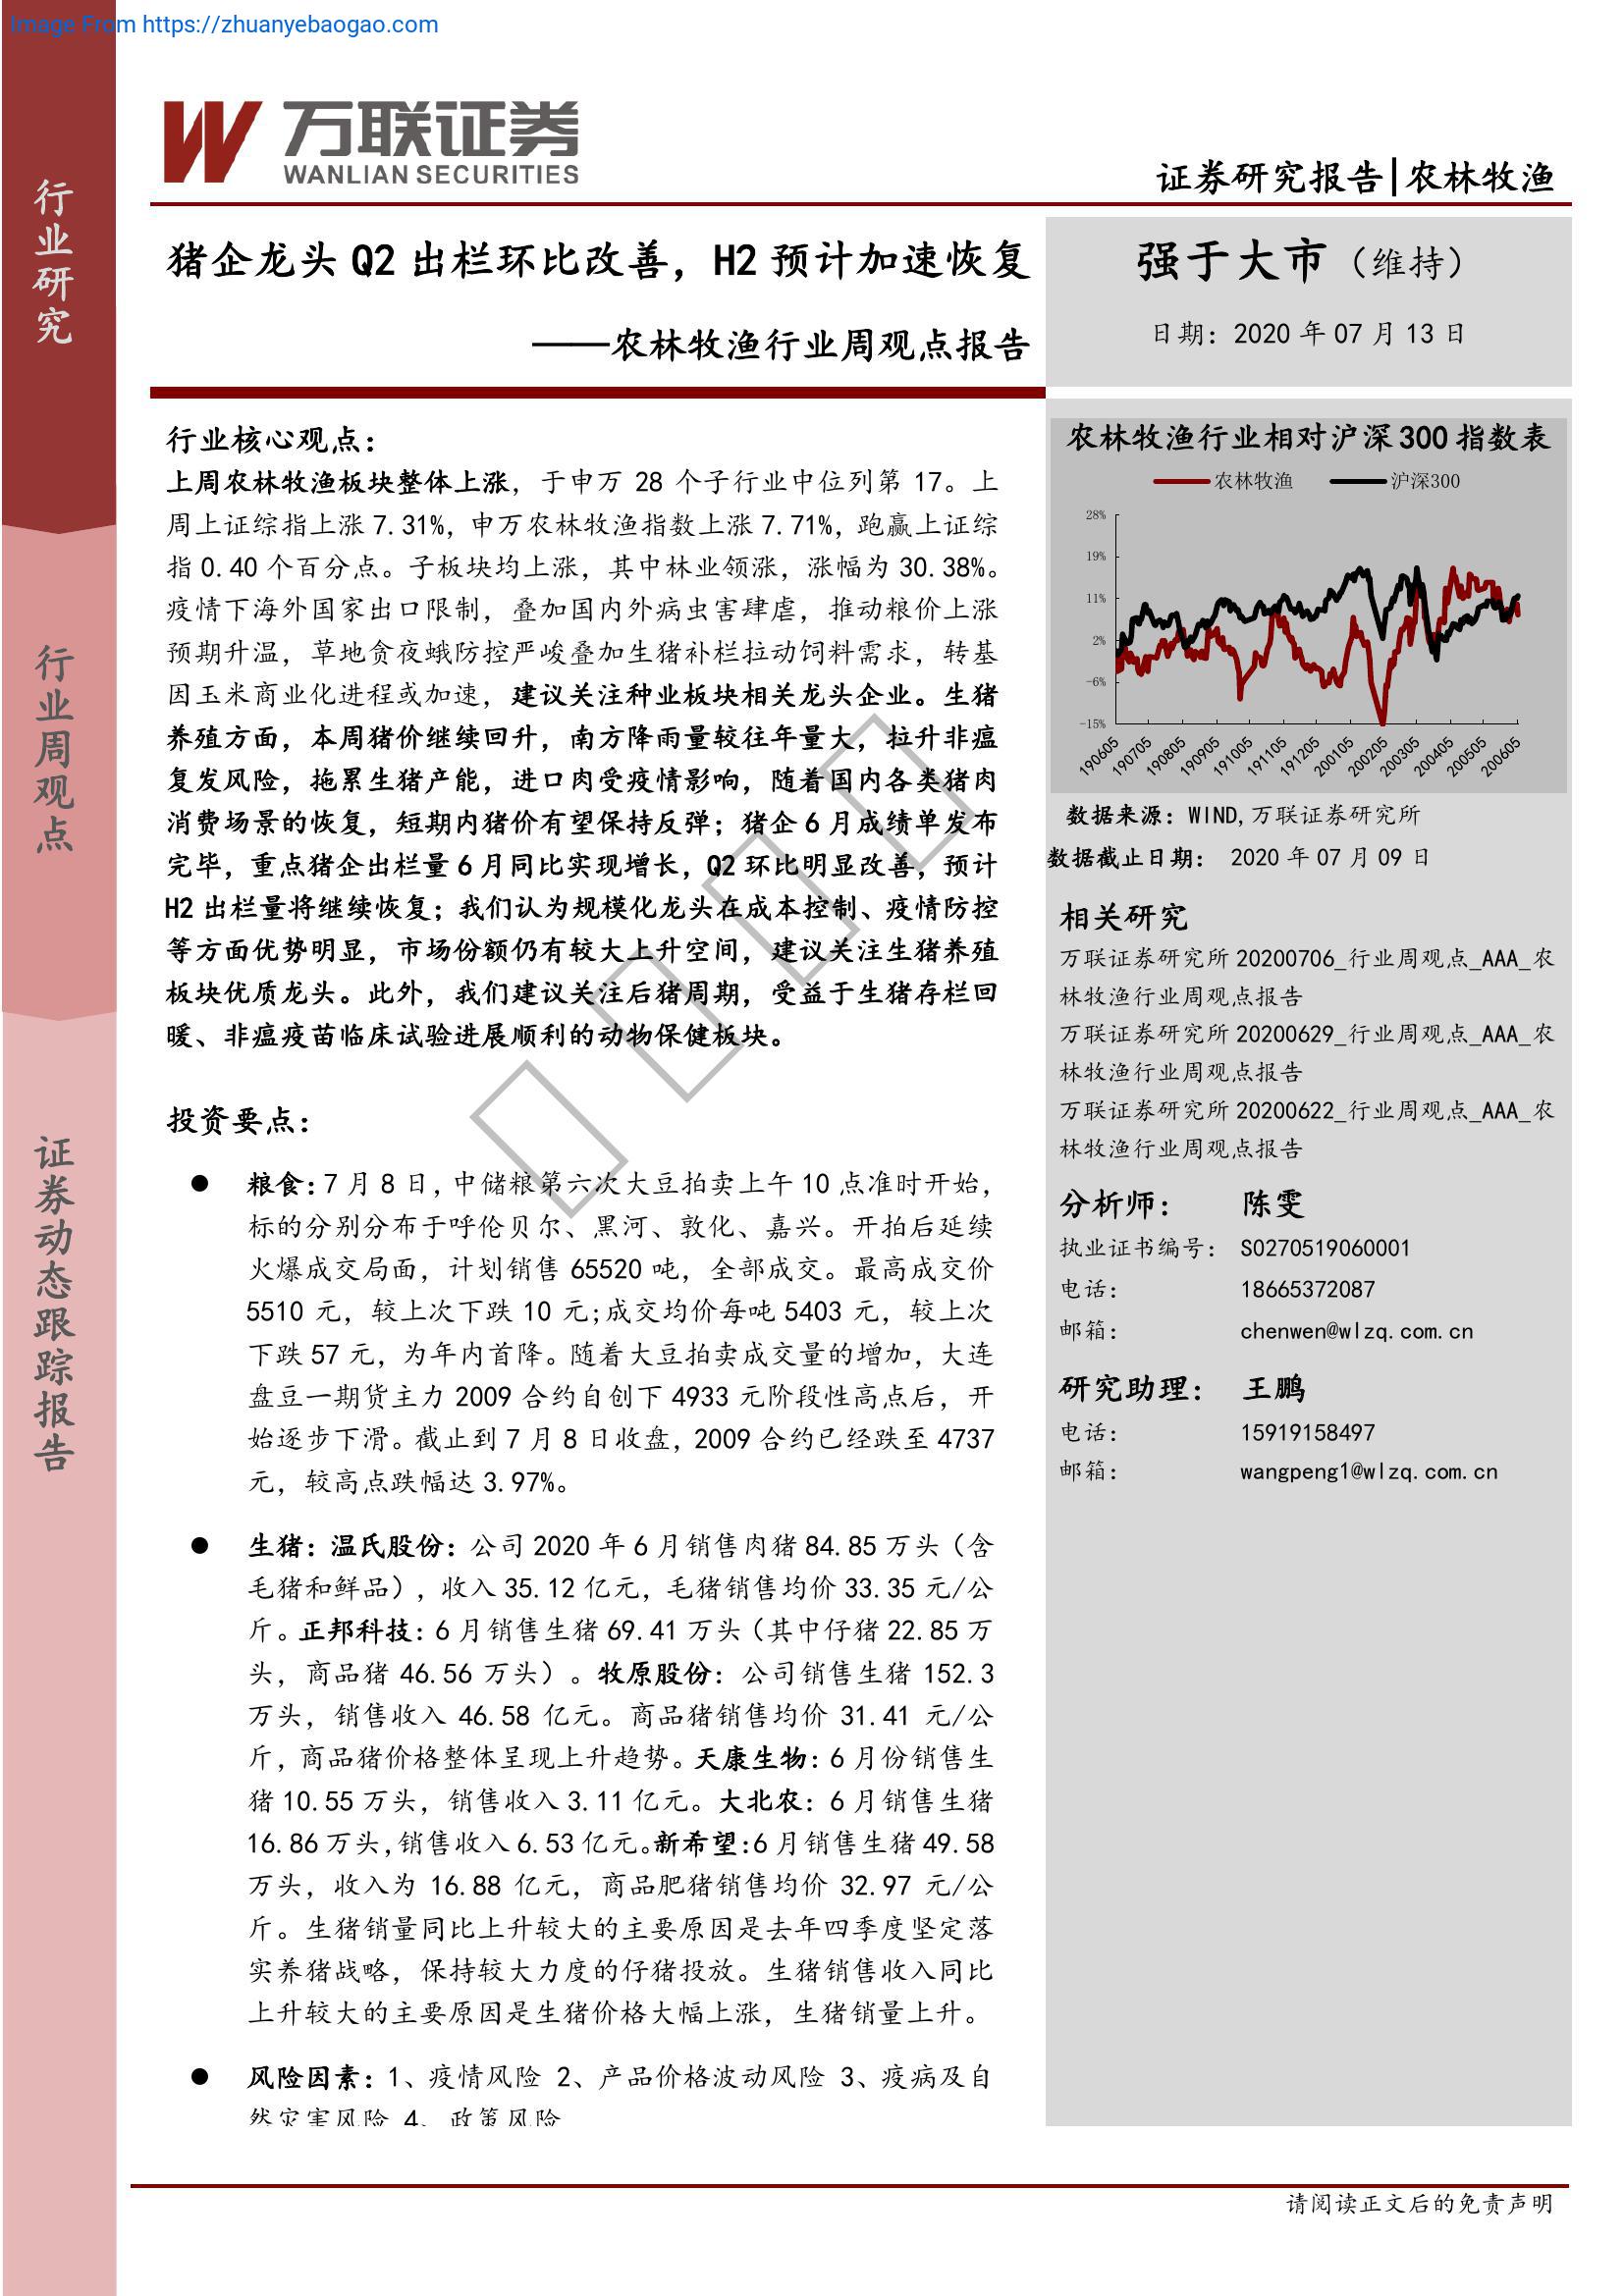 Image From https://zhuanyebaogao.com
行业研究
行业周观点
证券动态跟踪报告
万联证券
WANLIAN SECURITIES
证券研究报告|农林牧渔
猪企龙头 Q2 出栏环比改善，H2 预计加速恢复
——农林牧渔行业周观点报告
强于大市（维持）
日期：2020 年 07 月 13 日
行业核心观点：
上周农林牧渔板块整体上涨，于申万 28 个子行业中位列第 17。上
周上证综指上涨 7.31%，申万农林牧渔指数上涨 7.71%，跑赢上证综
指 0.40 个百分点。子板块均上涨，其中林业领涨，涨幅为 30.38%。
疫情下海外国家出口限制，叠加国内外病虫害肆虐，推动粮价上涨
预期升温，草地贪夜蛾防控严峻叠加生猪补栏拉动饲料需求，转基
因玉米商业化进程或加速，建议关注种业板块相关龙头企业。生猪
养殖方面，本周猪价继续回升，南方降雨量较往年量大，拉升非瘟
复发风险，拖累生猪产能，进口肉受疫情影响，随着国内各类猪肉
消费场景的恢复，短期内猪价有望保持反弹；猪企 6 月成绩单发布
完毕，重点猪企出栏量 6 月同比实现增长，Q2 环比明显改善，预计
H2 出栏量将继续恢复；我们认为规模化龙头在成本控制、疫情防控
等方面优势明显，市场份额仍有较大上升空间，建议关注生猪养殖
板块优质龙头。此外，我们建议关注后猪周期，受益于生猪存栏回
暖、非瘟疫苗临床试验进展顺利的动物保健板块。
投资要点：
● 粮食：7 月 8 日，中储粮第六次大豆拍卖上午 10 点准时开始，
标的分别分布于呼伦贝尔、黑河、敦化、嘉兴。开拍后延续
火爆成交局面，计划销售 65520 吨，全部成交。最高成交价
5510 元，较上次下跌 10 元;成交均价每吨 5403 元，较上次
下跌 57 元，为年内首降。随着大豆拍卖成交量的增加，大连
盘豆一期货主力 2009 合约自创下 4933 元阶段性高点后，开
始逐步下滑。截止到 7 月 8 日收盘，2009 合约已经跌至 4737
元，较高点跌幅达 3.97%。
● 生猪：温氏股份：公司 2020 年 6 月销售肉猪 84.85 万头（含
毛猪和鲜品），收入 35.12 亿元，毛猪销售均价 33.35 元/公
斤。正邦科技：6 月销售生猪 69.41 万头（其中仔猪 22.85 万
头，商品猪 46.56 万头）。牧原股份：公司销售生猪 152.3
万头，销售收入 46.58 亿元。商品猪销售均价 31.41 元/公
斤，商品猪价格整体呈现上升趋势。天康生物：6 月份销售生
猪 10.55 万头，销售收入 3.11 亿元。大北农：6 月销售生猪
16.86 万头,销售收入 6.53 亿元。新希望:6 月销售生猪 49.58
万头，收入为 16.88 亿元，商品肥猪销售均价 32.97 元/公
斤。生猪销量同比上升较大的主要原因是去年四季度坚定落
实养猪战略，保持较大力度的仔猪投放。生猪销售收入同比
上升较大的主要原因是生猪价格大幅上涨，生猪销量上升。
● 风险因素：1、疫情风险 2、产品价格波动风险 3、疫病及自
然灾害风险 4、政策风险
农林牧渔行业相对沪深 300 指数表
农林牧渔 沪深300
28%
19%
11%
2%
-6%
-15%
190605 190705 190805 190905 191005 191105 191205 200105 200205 200305 200405 200505 200605
数据来源：WIND,万联证券研究所
数据截止日期： 2020 年 07 月 09 日
相关研究
万联证券研究所 20200706_行业周观点_AAA_农
林牧渔行业周观点报告
万联证券研究所 20200629_行业周观点_AAA_农
林牧渔行业周观点报告
万联证券研究所 20200622_行业周观点_AAA_农
林牧渔行业周观点报告
分析师： 陈雯
执业证书编号： S0270519060001
电话： 18665372087
邮箱： chenwen@wlzq.com.cn
研究助理： 王鹏
电话： 15919158497
邮箱： wangpeng1@wlzq.com.cn
请阅读正文后的免责声明